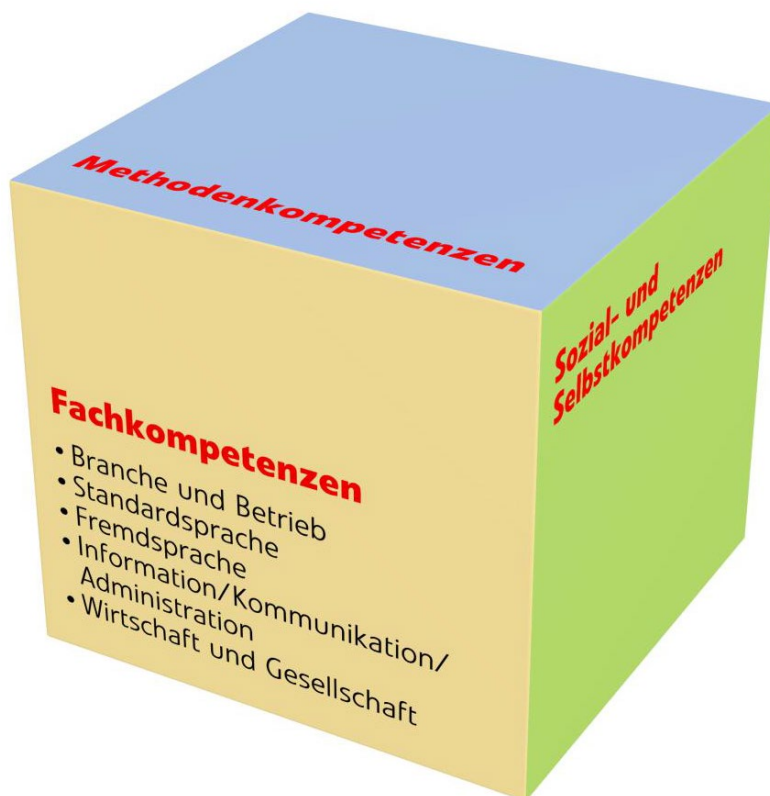 Methodenkompetenzen
Sozial- und
Selbstkompetenzen
Fachkompetenzen
• Branche und Betrieb
• Standardsprache
• Fremdsprache
• Information/Kommunikation/
Administration
• Wirtschaft und Gesellschaft